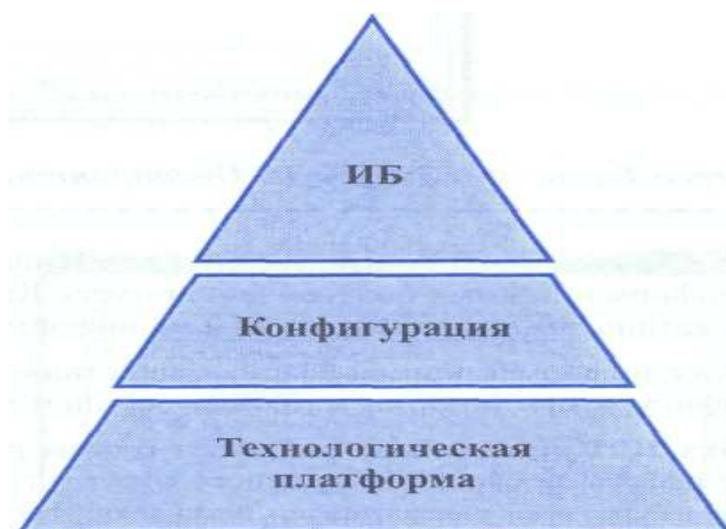 ИБ
Конфигурация
Технологическая
платформа